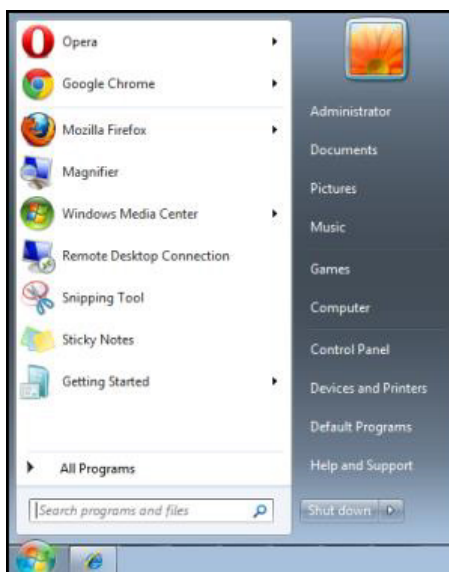 Opera
Google Chrome
Mozilla Firefox
Magnifier
Windows Media Center
Remote Desktop Connection
Snipping Tool
Sticky Notes
Getting Started
All Programs
Search programs and files
Administrator
Documents
Pictures
Music
Games
Computer
Control Panel
Devices and Printers
Default Programs
Help and Support
Shut down